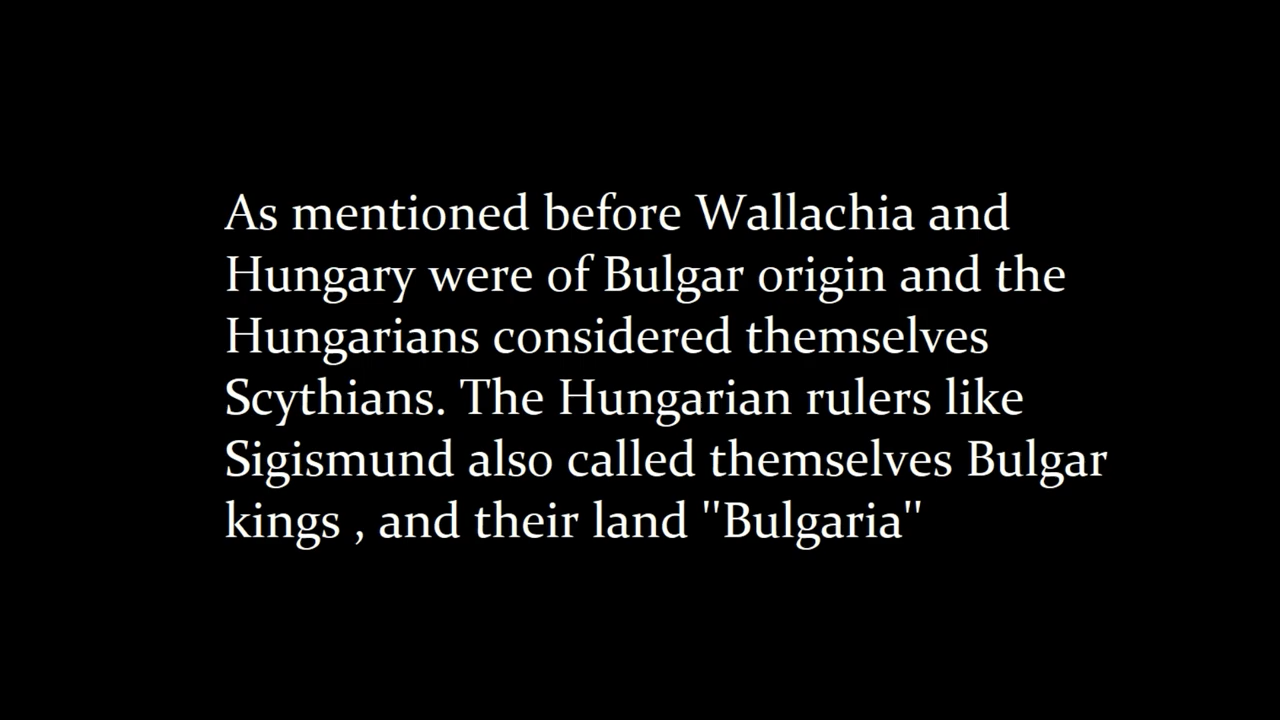 As mentioned before Wallachia and
Hungary were of Bulgar origin and the
Hungarians considered themselves
Scythians. The Hungarian rulers like
Sigismund also called themselves Bulgar
kings , and their land "Bulgaria"